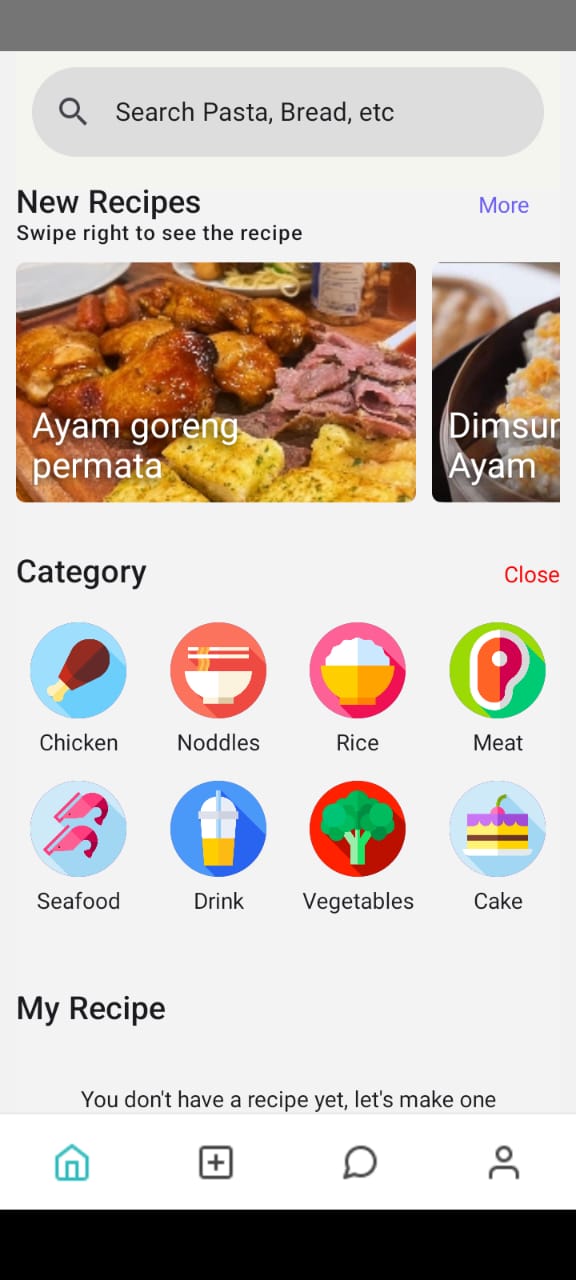 Search Pasta, Bread, etc
New Recipes
More
Swipe right to see the recipe
Ayam goreng
permata
Dimsum
Ayam
Category
Close
Chicken
Noddles
Rice
Meat
Seafood
Drink
Vegetables
Cake
My Recipe
You don't have a recipe yet, let's make one